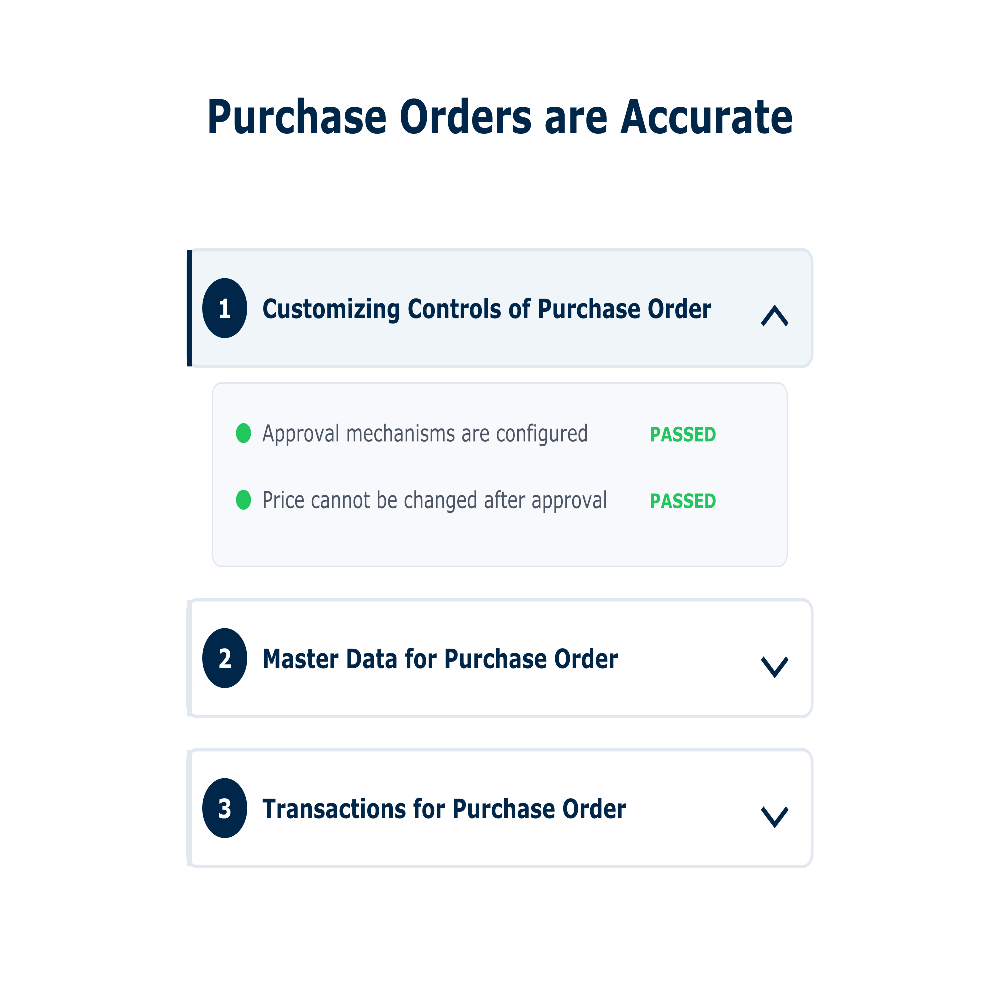 Purchase Orders are Accurate
1 Customizing Controls of Purchase Order
Approval mechanisms are configured PASSED
Price cannot be changed after approval PASSED
2 Master Data for Purchase Order
3 Transactions for Purchase Order